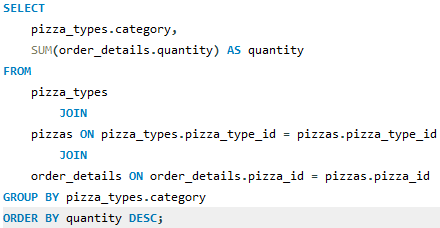 SELECT
    pizza_types.category,
    SUM(order_details.quantity) AS quantity
FROM
    pizza_types
        JOIN
    pizzas ON pizza_types.pizza_type_id = pizzas.pizza_type_id
        JOIN
    order_details ON order_details.pizza_id = pizzas.pizza_id
GROUP BY pizza_types.category
ORDER BY quantity DESC;